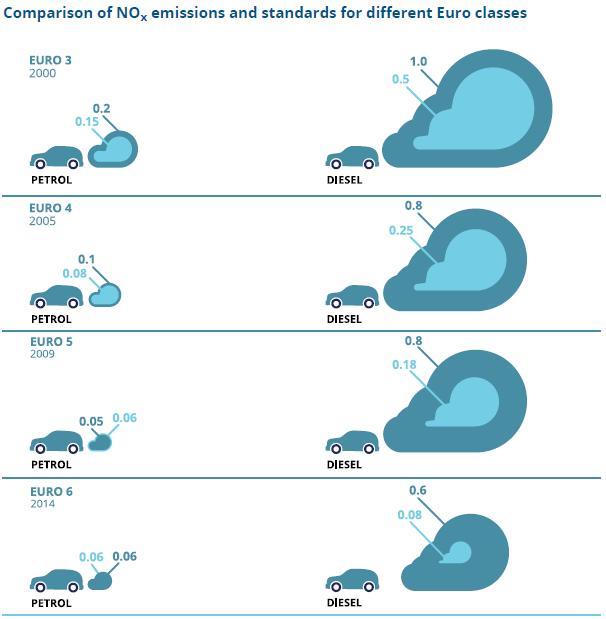 Comparison of NOx emissions and standards for different Euro classes
EURO 3
2000
0.2
0.15
PETROL
1.0
0.5
DIESEL
EURO 4
2005
0.1
0.08
PETROL
0.8
0.25
DIESEL
EURO 5
2009
0.05 0.06
PETROL
0.8
0.18
DIESEL
EURO 6
2014
0.06 0.06
PETROL
0.6
0.08
DIESEL